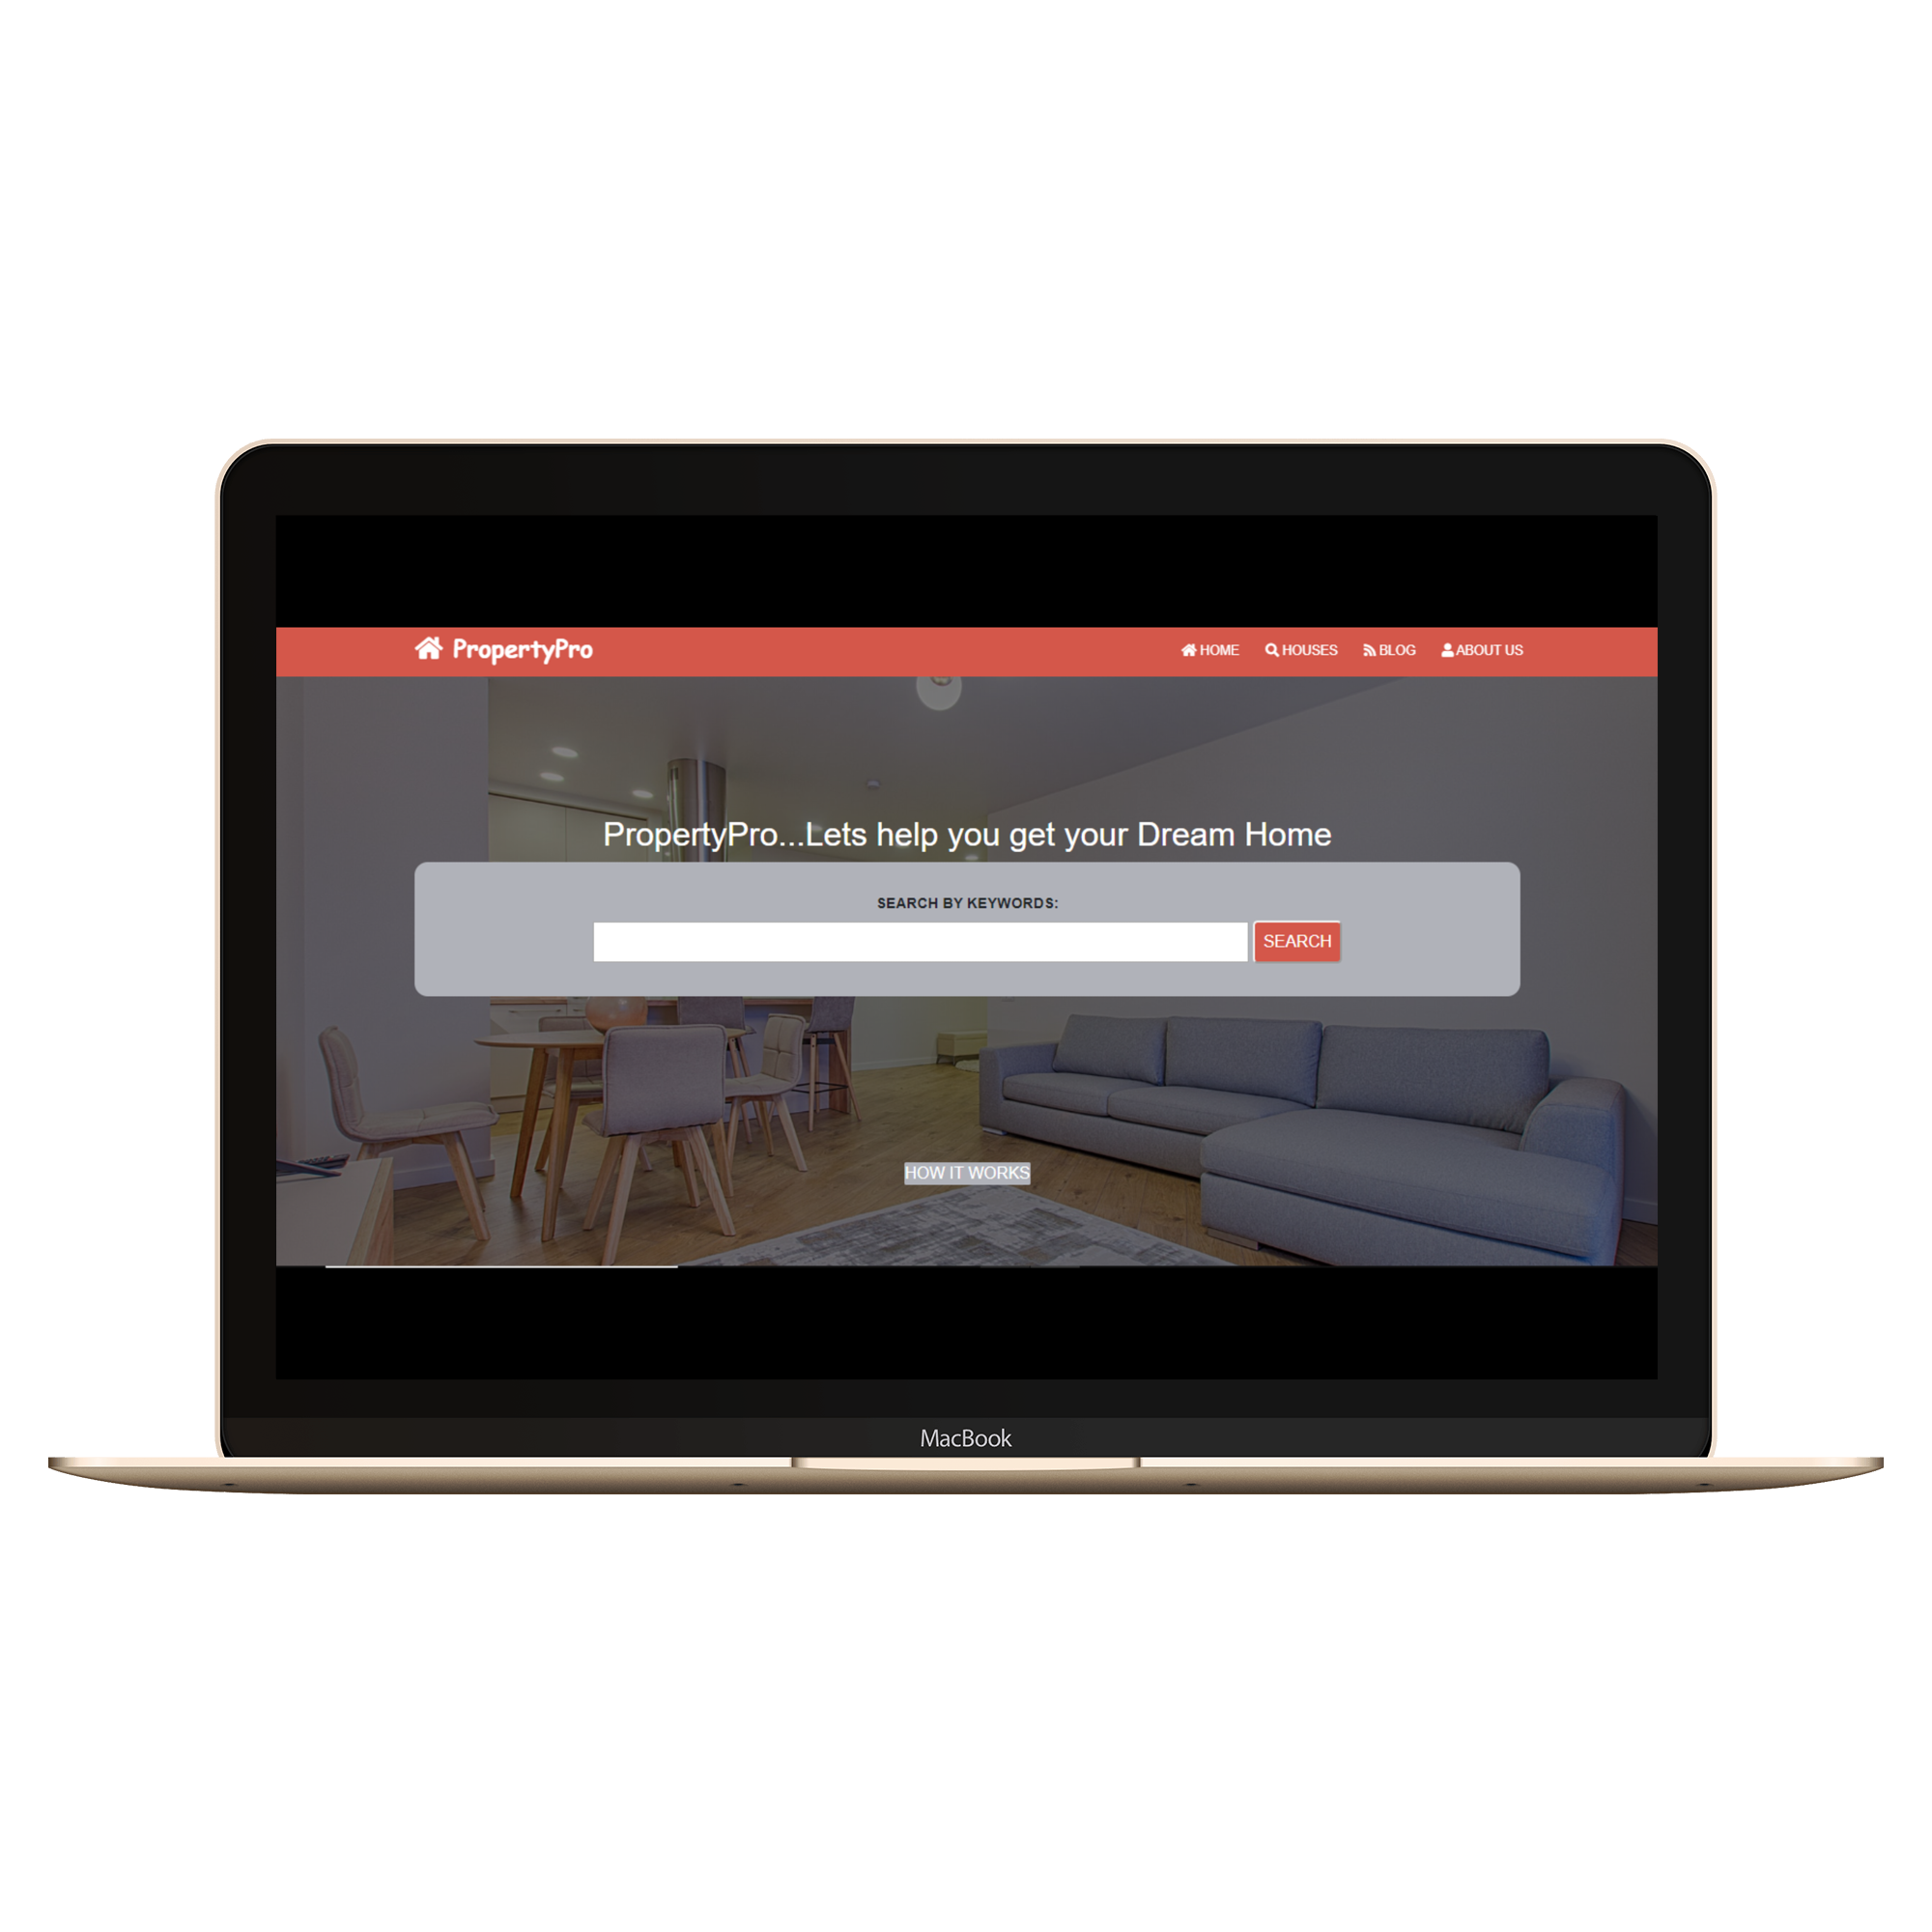 PropertyPro
HOME HOUSES BLOG ABOUT US
PropertyPro...Lets help you get your Dream Home
SEARCH BY KEYWORDS:
SEARCH
HOW IT WORKS
MacBook